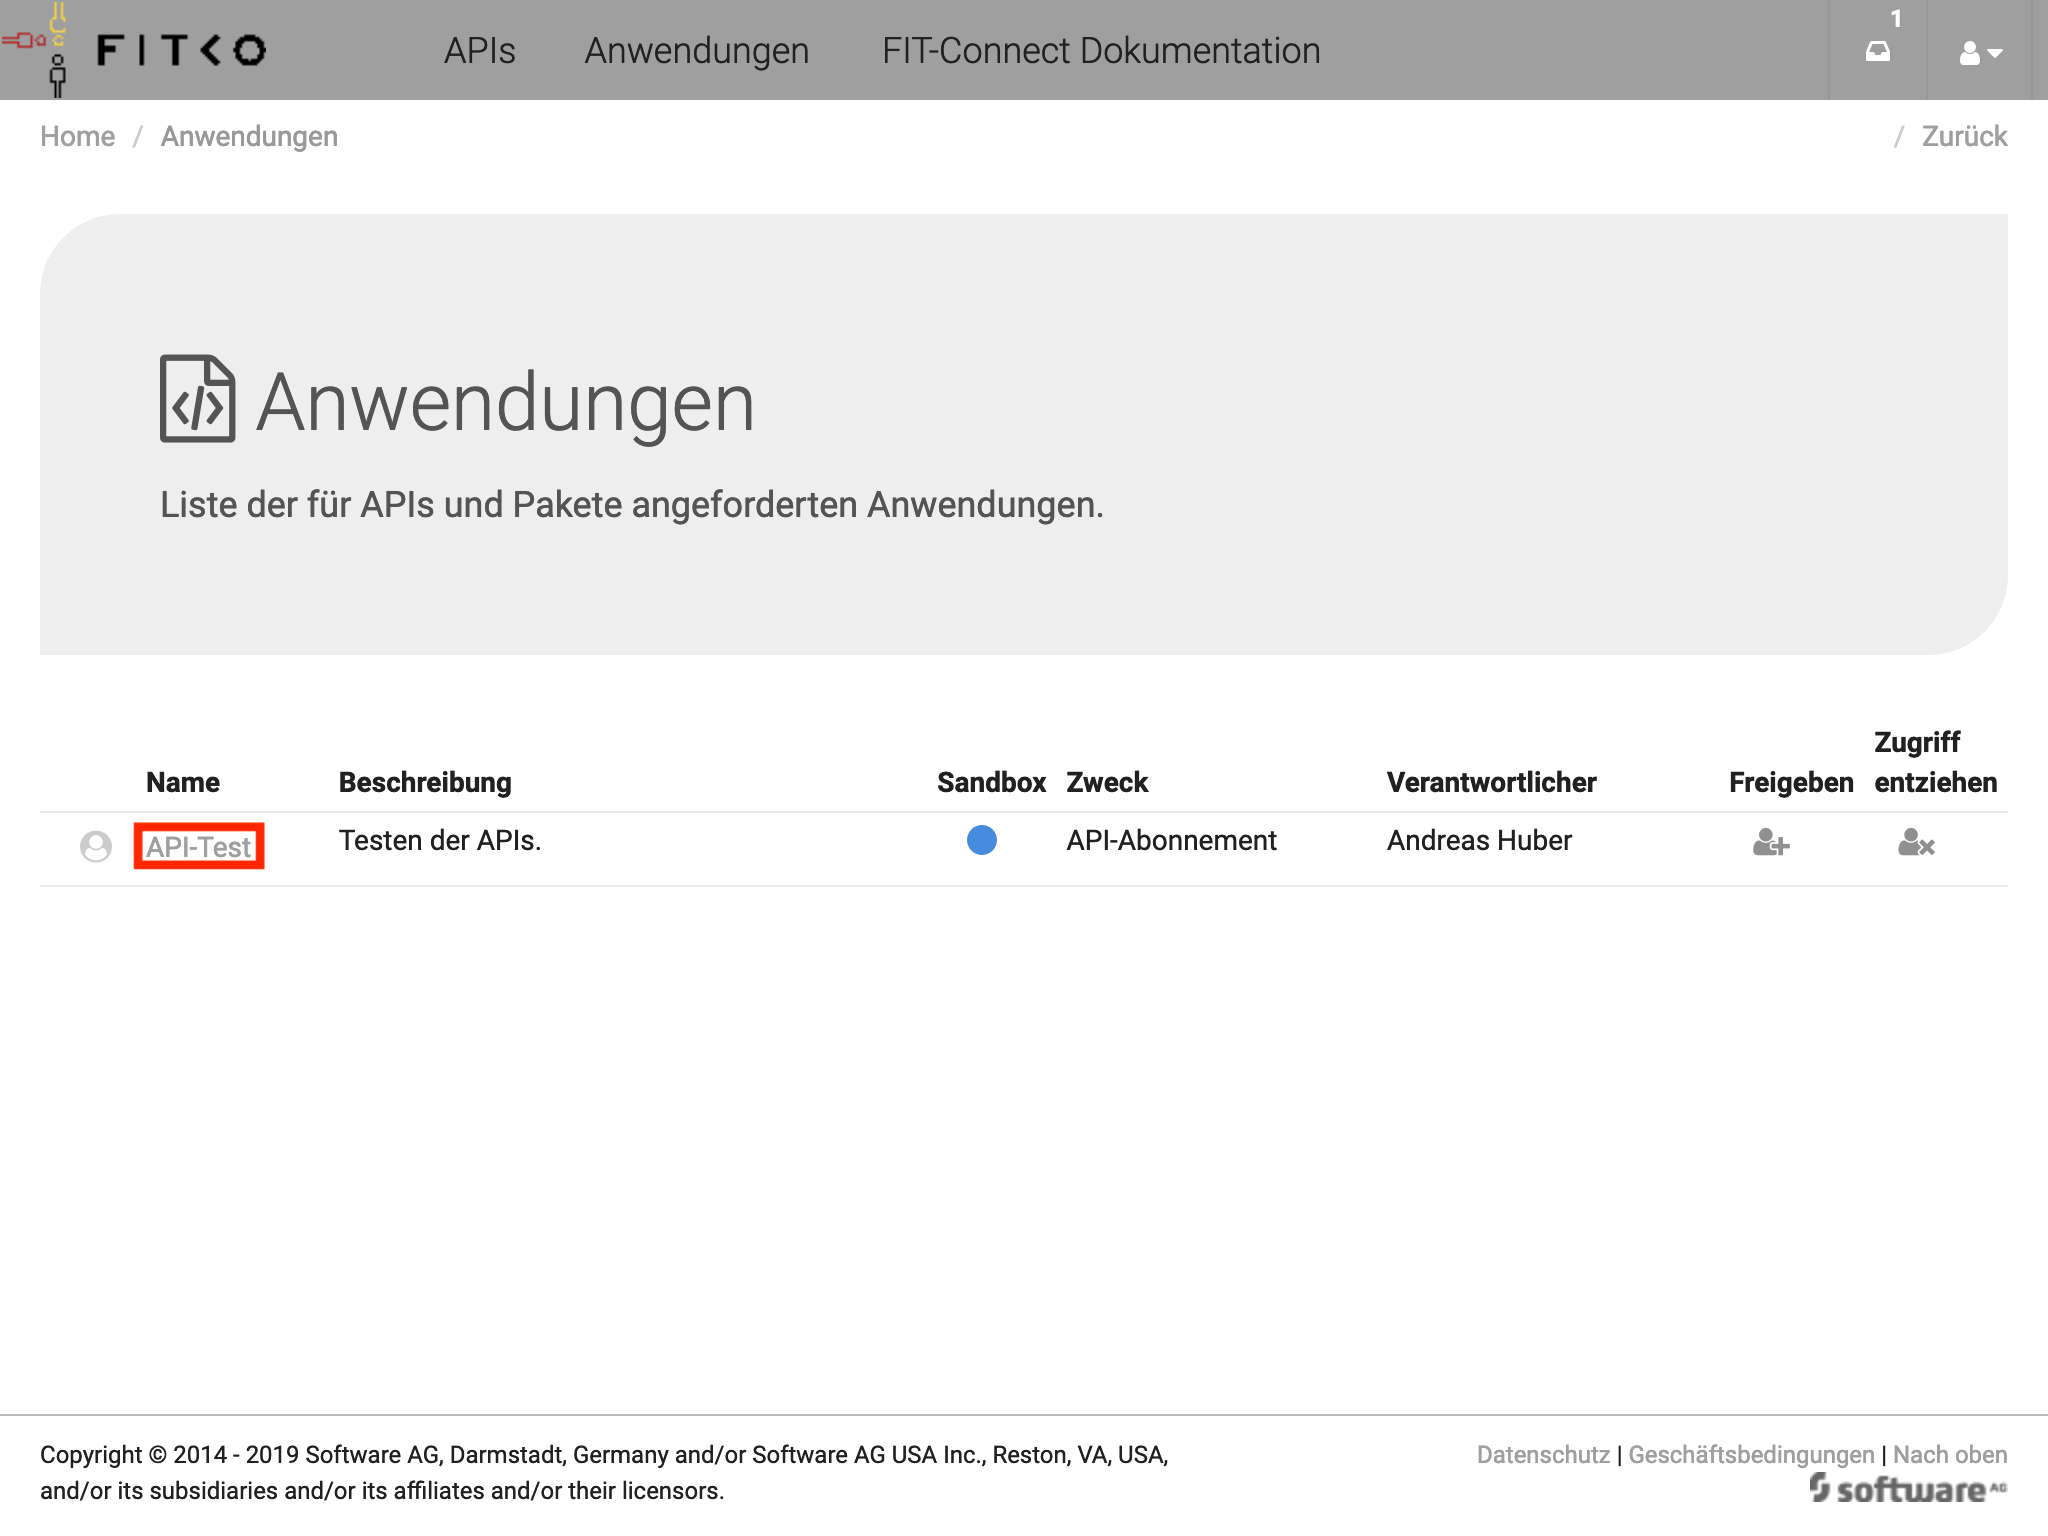 FITKO APIs Anwendungen FIT-Connect Dokumentation 1
Home / Anwendungen / Zurück
Anwendungen
Liste der für APIs und Pakete angeforderten Anwendungen.
Name Beschreibung Sandbox Zweck Verantwortlicher Freigeben Zugriff entziehen
API-Test Testen der APIs. API-Abonnement Andreas Huber
Copyright © 2014 - 2019 Software AG, Darmstadt, Germany and/or Software AG USA Inc., Reston, VA, USA,
and/or its subsidiaries and/or its affiliates and/or their licensors.
Datenschutz | Geschäftsbedingungen | Nach oben
software AG